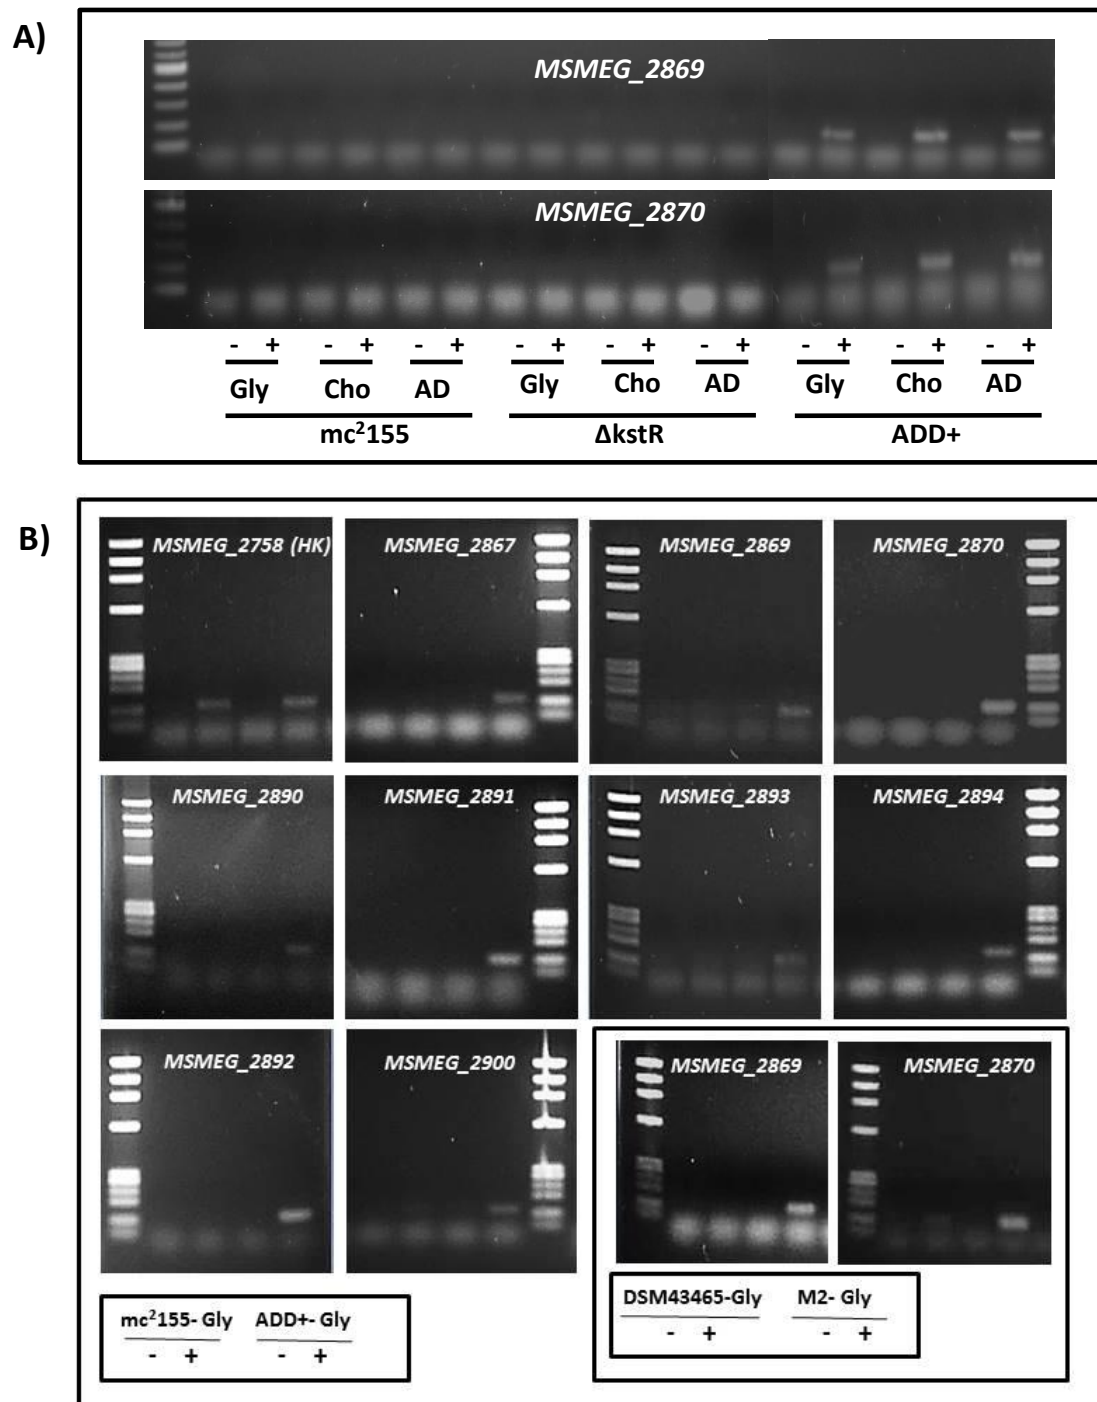 A)
MSMEG_2869
MSMEG_2870
- + - + - + - + - + - + - + - + - +
Gly Cho AD Gly Cho AD Gly Cho AD
mc²155 ΔkstR ADD+
B)
MSMEG_2758 (HK) MSMEG_2867 MSMEG_2869 MSMEG_2870
MSMEG_2890 MSMEG_2891 MSMEG_2893 MSMEG_2894
MSMEG_2892 MSMEG_2900 MSMEG_2869 MSMEG_2870
mc²155- Gly ADD+- Gly
- + - +
DSM43465-Gly M2- Gly
- + - +